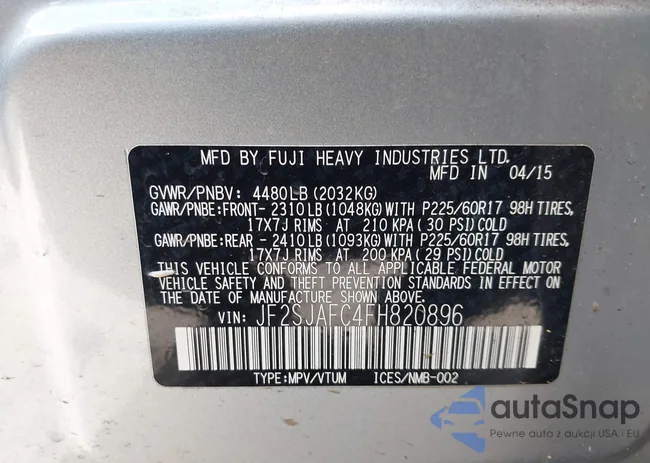 MFD BY FUJI HEAVY INDUSTRIES LTD.
MFD IN 04/15
GVWR/PNBV: 4480LB (2032KG)
GAWR/PNBE:FRONT- 2310LB (1048KG) WITH P225/60R17 98H TIRES,
17X7J RIMS AT 210 KPA ( 30 PSI) COLD
GAWR/PNBE:REAR - 2410LB (1093KG) WITH P225/60R17 98H TIRES,
17X7J RIMS AT 200 KPA ( 29 PSI) COLD
THIS VEHICLE CONFORMS TO ALL APPLICABLE FEDERAL MOTOR
VEHICLE SAFETY AND THEFT PREVENTION STANDARDS IN EFFECT ON
THE DATE OF MANUFACTURE SHOWN ABOVE.
VIN: JF2SJAFC4FH820896
TYPE:MPV/VTUM ICES/NMB-002
autaSnap
Pewne auta z aukcji USA i EU